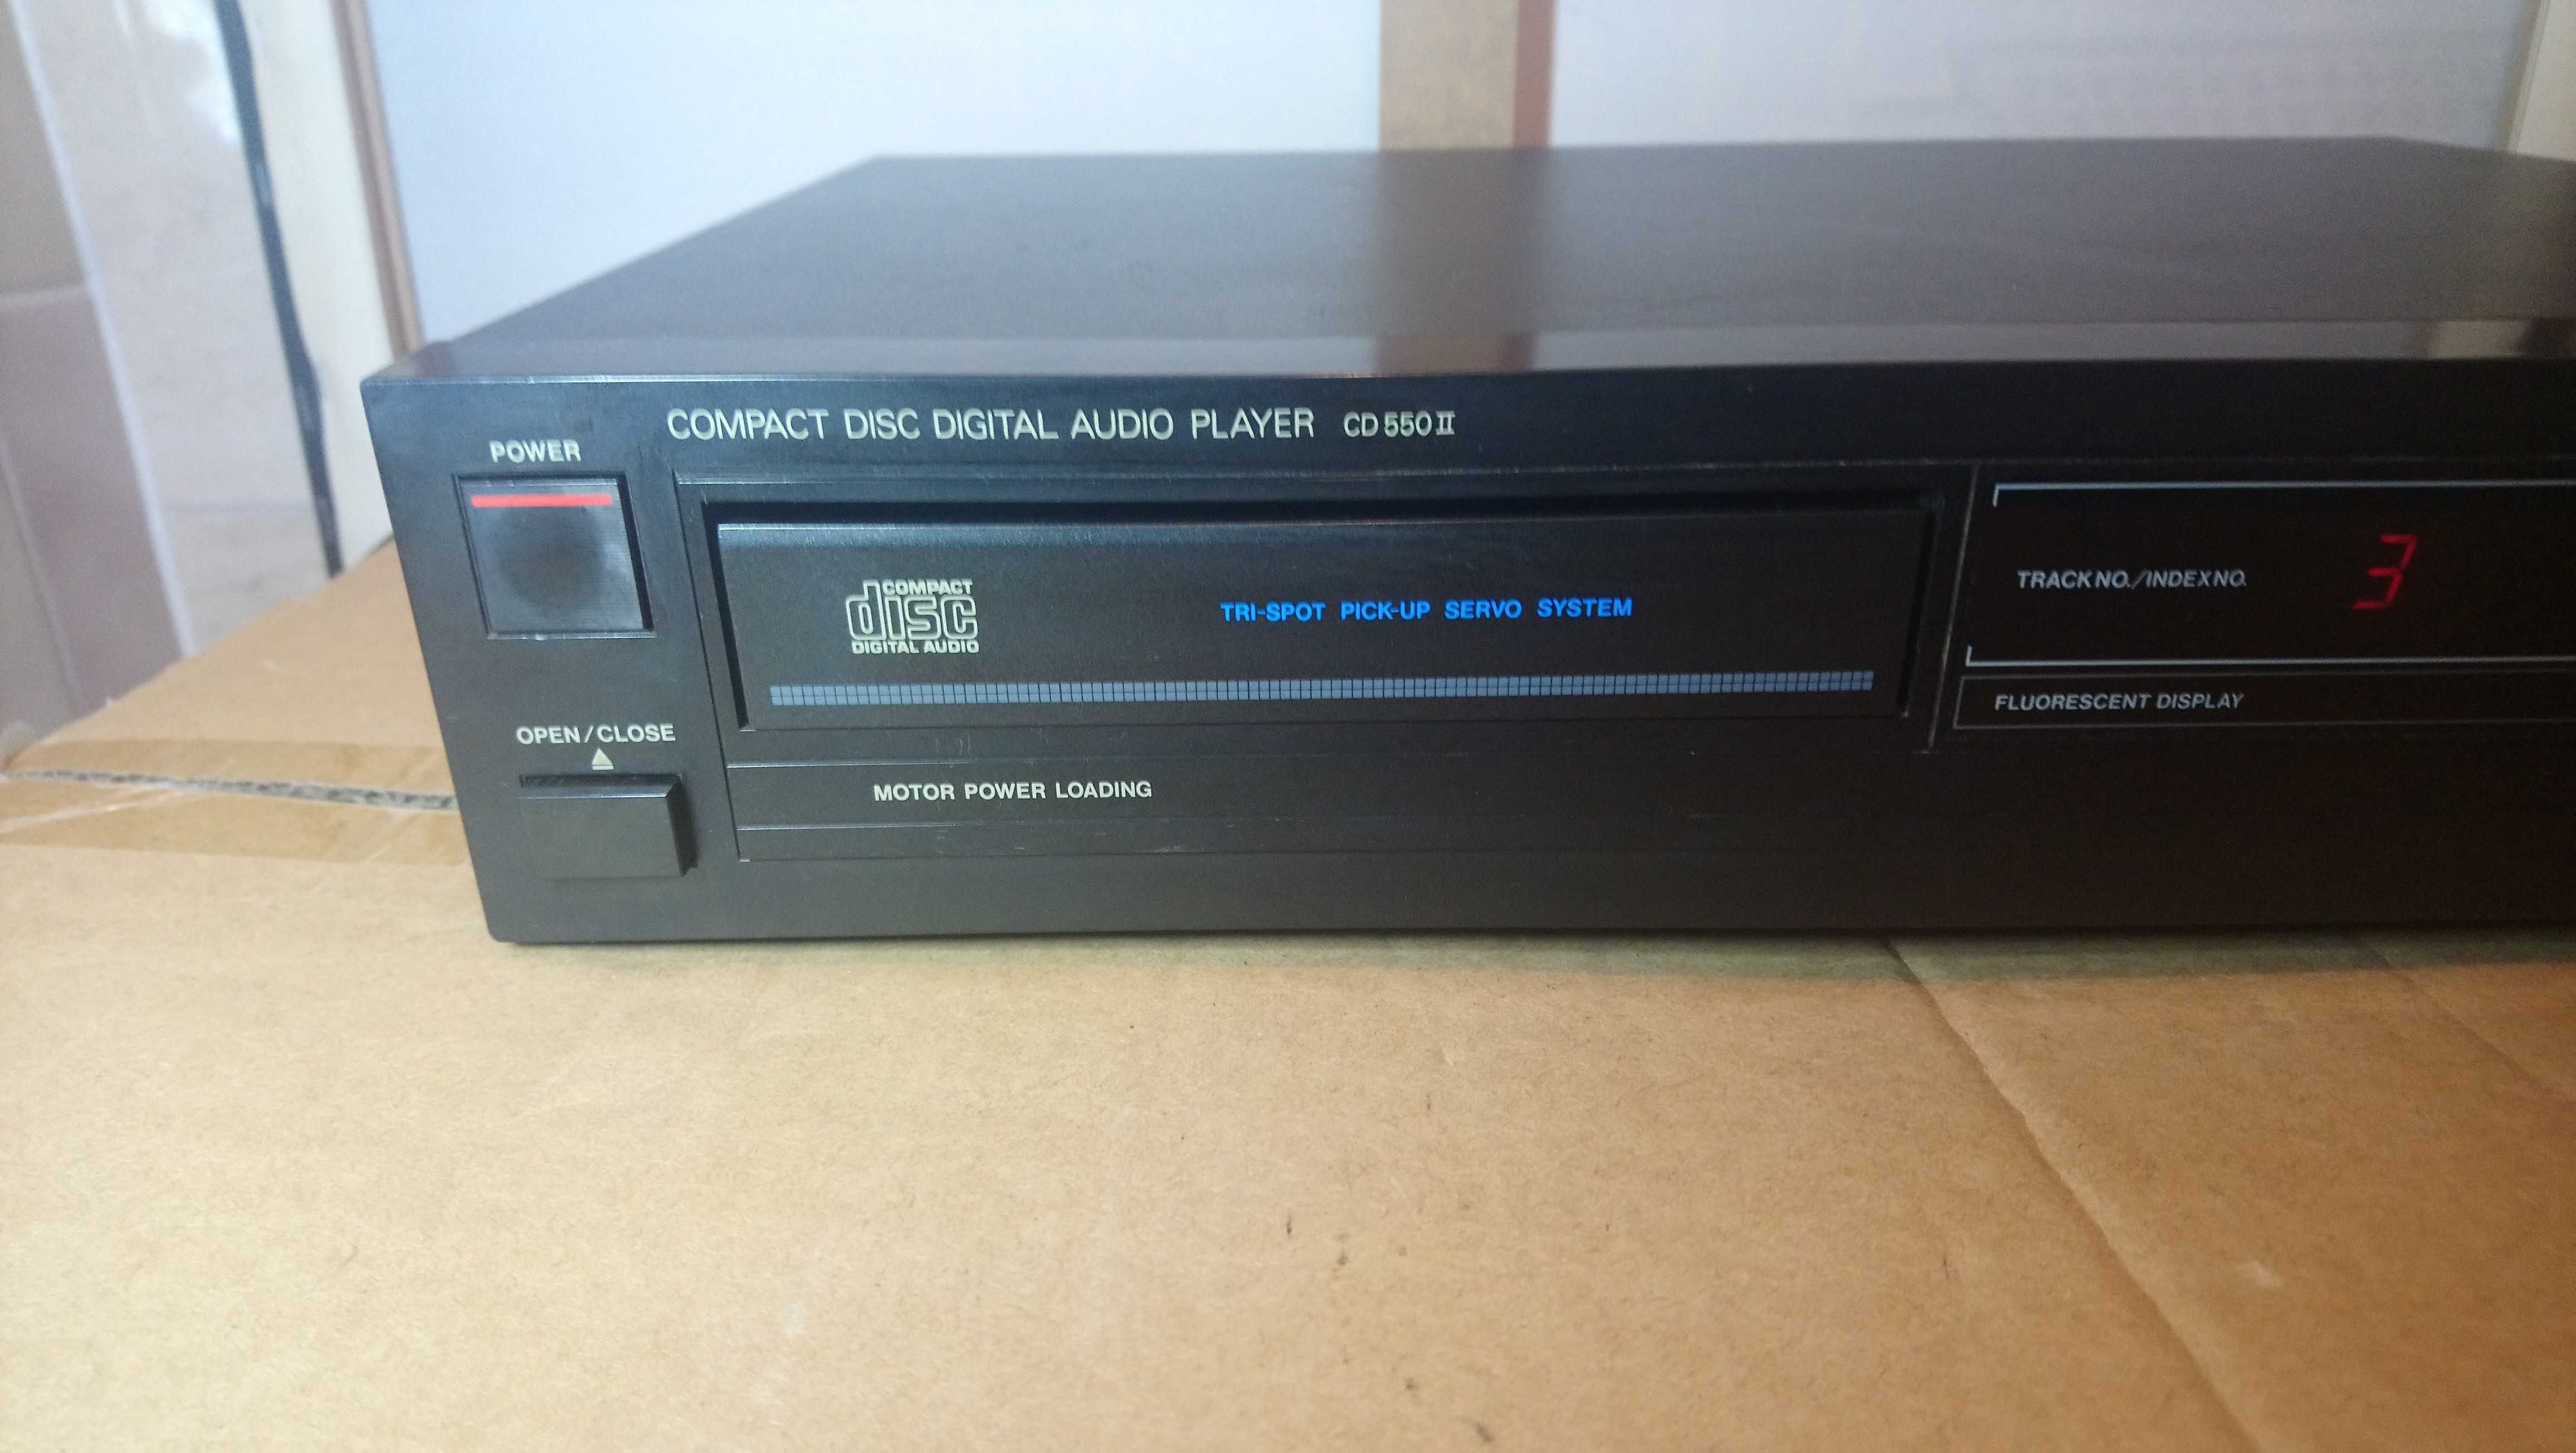 COMPACT DISC DIGITAL AUDIO PLAYER CD550II
POWER
COMPACT
disc
DIGITAL AUDIO
TRI-SPOT PICK-UP SERVO SYSTEM
TRACK NO./INDEX NO.
3
FLUORESCENT DISPLAY
OPEN/CLOSE
MOTOR POWER LOADING